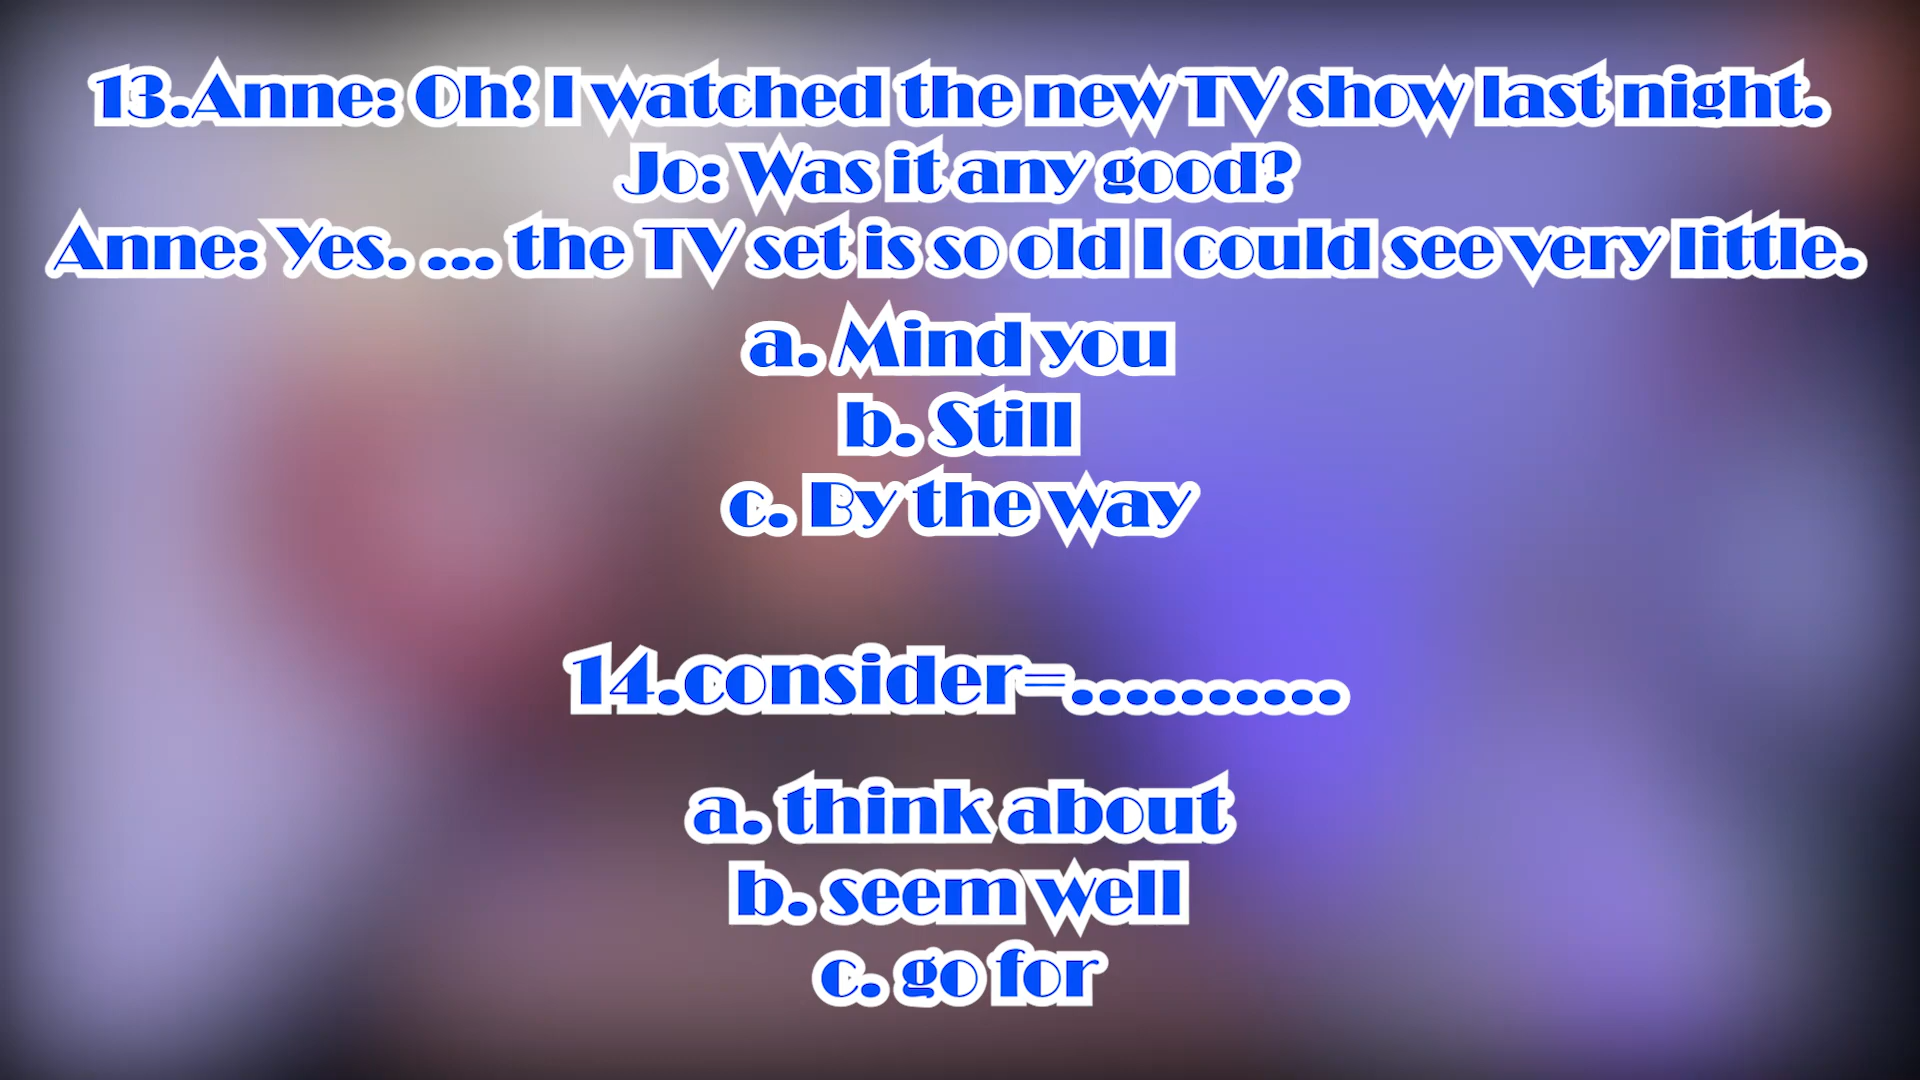 13.Anne: Oh! I watched the new TV show last night.
Jo: Was it any good?
Anne: Yes. ... the TV set is so old I could see very little.
a. Mind you
b. Still
c. By the way
14.consider=..........
a. think about
b. seem well
c. go for